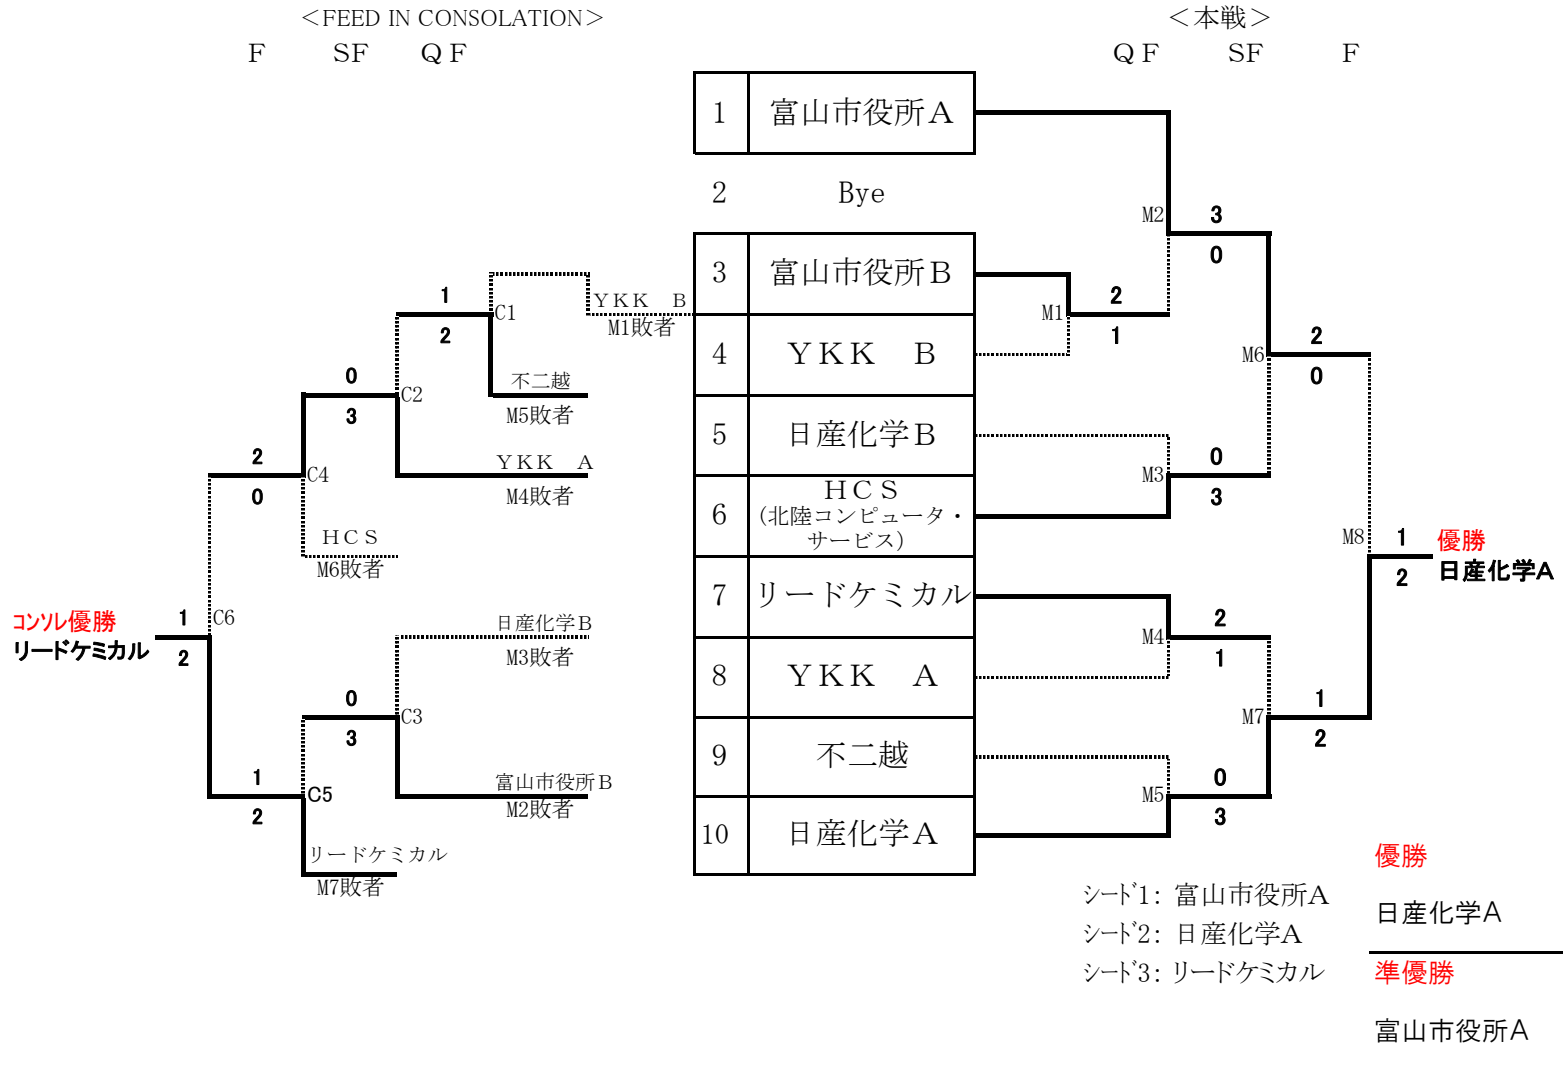 ＜FEED IN CONSOLATION＞
＜本戦＞
F SF QF
QF SF F
1 富山市役所A
2 Bye
3 富山市役所B
4 YKK B
5 日産化学B
6 HCS
(北陸コンピュータ・
サービス)
7 リードケミカル
8 YKK A
9 不二越
10 日産化学A
M2
3
0
M1
2
1
M6
2
0
M3
0
3
M8
1
2
優勝
日産化学A
M4
2
1
M7
1
2
M5
0
3
YKK B
M1敗者
C1
1
2
不二越
M5敗者
C2
0
3
YKK A
M4敗者
C4
2
0
HCS
M6敗者
コンソレ優勝
リードケミカル
1
2
C6
日産化学B
M3敗者
C3
0
3
富山市役所B
M2敗者
C5
1
2
リードケミカル
M7敗者
シード1: 富山市役所A
シード2: 日産化学A
シード3: リードケミカル
優勝
日産化学A
準優勝
富山市役所A